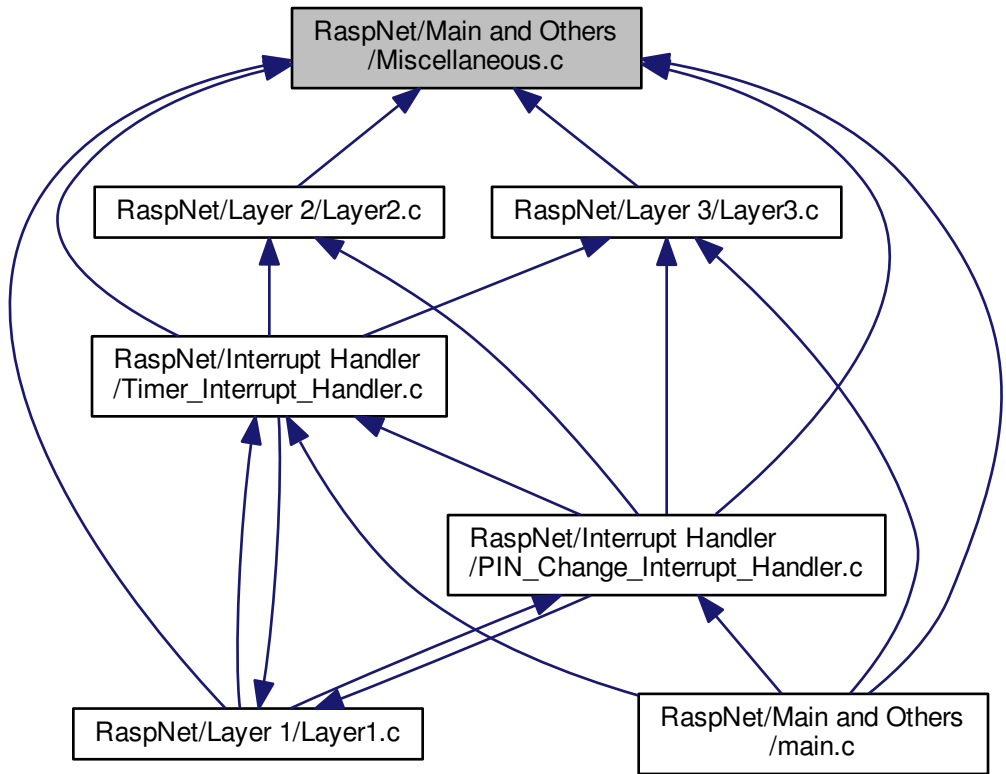 RaspNet/Main and Others
/Miscellaneous.c
RaspNet/Layer 2/Layer2.c
RaspNet/Layer 3/Layer3.c
RaspNet/Interrupt Handler
/Timer_Interrupt_Handler.c
RaspNet/Interrupt Handler
/PIN_Change_Interrupt_Handler.c
RaspNet/Layer 1/Layer1.c
RaspNet/Main and Others
/main.c